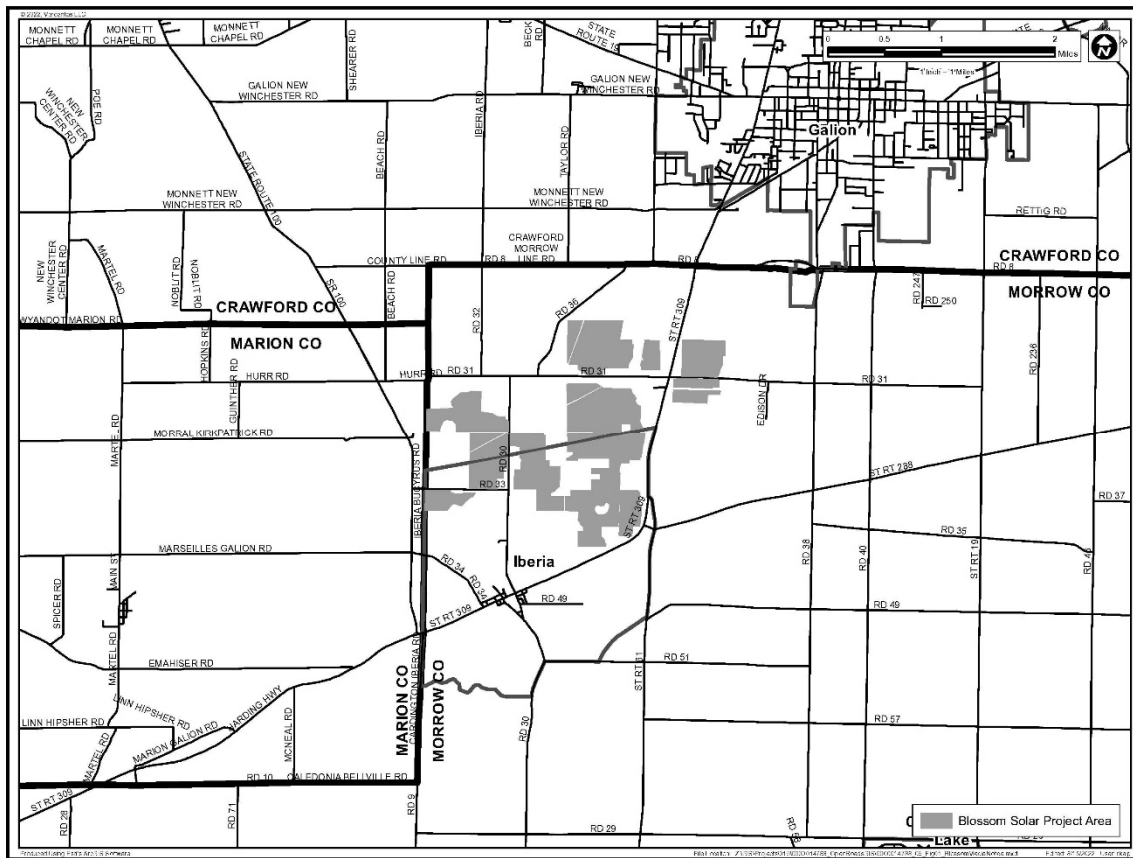 © 2022, Ventyx
MONNETT
CHAPEL RD
MONNETT
CHAPEL RD
SHEARER RD
BECK
RD
STATE
ROUTE 19
0
0.5
1
2
Miles
N
GALION NEW
WINCHESTER RD
GALION NEW
WINCHESTER RD
POE RD
NEW
WINCHESTER
CENTER RD
IBERIA RD
BEACH RD
TAYLOR RD
Galion
STATE ROUTE 100
MONNETT NEW
WINCHESTER RD
MONNETT NEW
WINCHESTER RD
RETTIG RD
NEW
WINCHESTER
CENTER RD
MARTEL RD
NOBLIT RD
NOBLIT RD
CRAWFORD
MORROW
LINE RD
COUNTY LINE RD
RD 8
RD 8
RD 8
CRAWFORD CO
MORROW CO
SR 100
BEACH RD
RD 247
RD 250
CRAWFORD CO
WYANDOT MARION RD
MARION CO
HOPKINS RD
RD 32
RD 36
ST RT 309
RD 236
HURR RD
HURR RD
RD 31
RD 31
RD 31
GUINTHER RD
EDISON DR
MORRAL KIRKPATRICK RD
MARTEL RD
IBERIA BUCYRUS RD
RD 30
RD 33
ST RT 309
ST RT 288
RD 37
RD 35
ST RT 19
MARSEILLES GALION RD
RD 34
RD 34
Iberia
RD 38
RD 40
SPICER RD
MAIN ST
RD 49
RD 49
ST RT 309
EMAHISER RD
CARDINGTON IBERIA RD
RD 51
ST RT 61
MARTEL RD
LINN HIPSHER RD
LINN HIPSHER RD
HARDING HWY
MARION GALION RD
MCNEAL RD
MARTEL RD
MARION CO
MORROW CO
RD 30
RD 57
RD 10
CALEDONIA BELLVILLE RD
ST RT 309
RD 28
RD 71
RD 9
RD 29
Blossom Solar Project Area
Lake